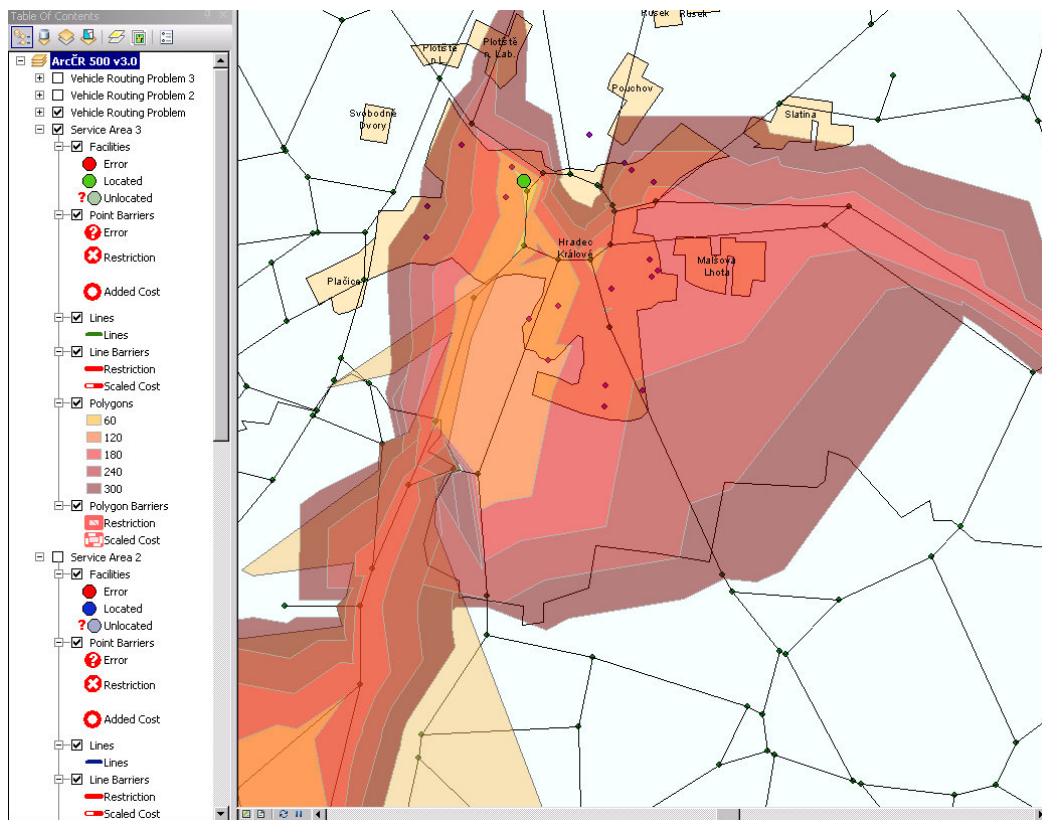 Table Of Contents
ArcČR 500 v3.0
Vehicle Routing Problem 3
Vehicle Routing Problem 2
Vehicle Routing Problem
Service Area 3
Facilities
Error
Located
? Unlocated
Point Barriers
? Error
Restriction
Added Cost
Lines
Lines
Line Barriers
Restriction
Scaled Cost
Polygons
60
120
180
240
300
Polygon Barriers
Restriction
Scaled Cost
Service Area 2
Facilities
Error
Located
? Unlocated
Point Barriers
? Error
Restriction
Added Cost
Lines
Lines
Line Barriers
Restriction
Scaled Cost
Rusek
Rusek
Plotiště
n.L.
Plotiště
n. Lab.
Pouchov
Svobodné
Dvory
Slatina
Hradec
Králové
Malšova
Lhota
Plačice